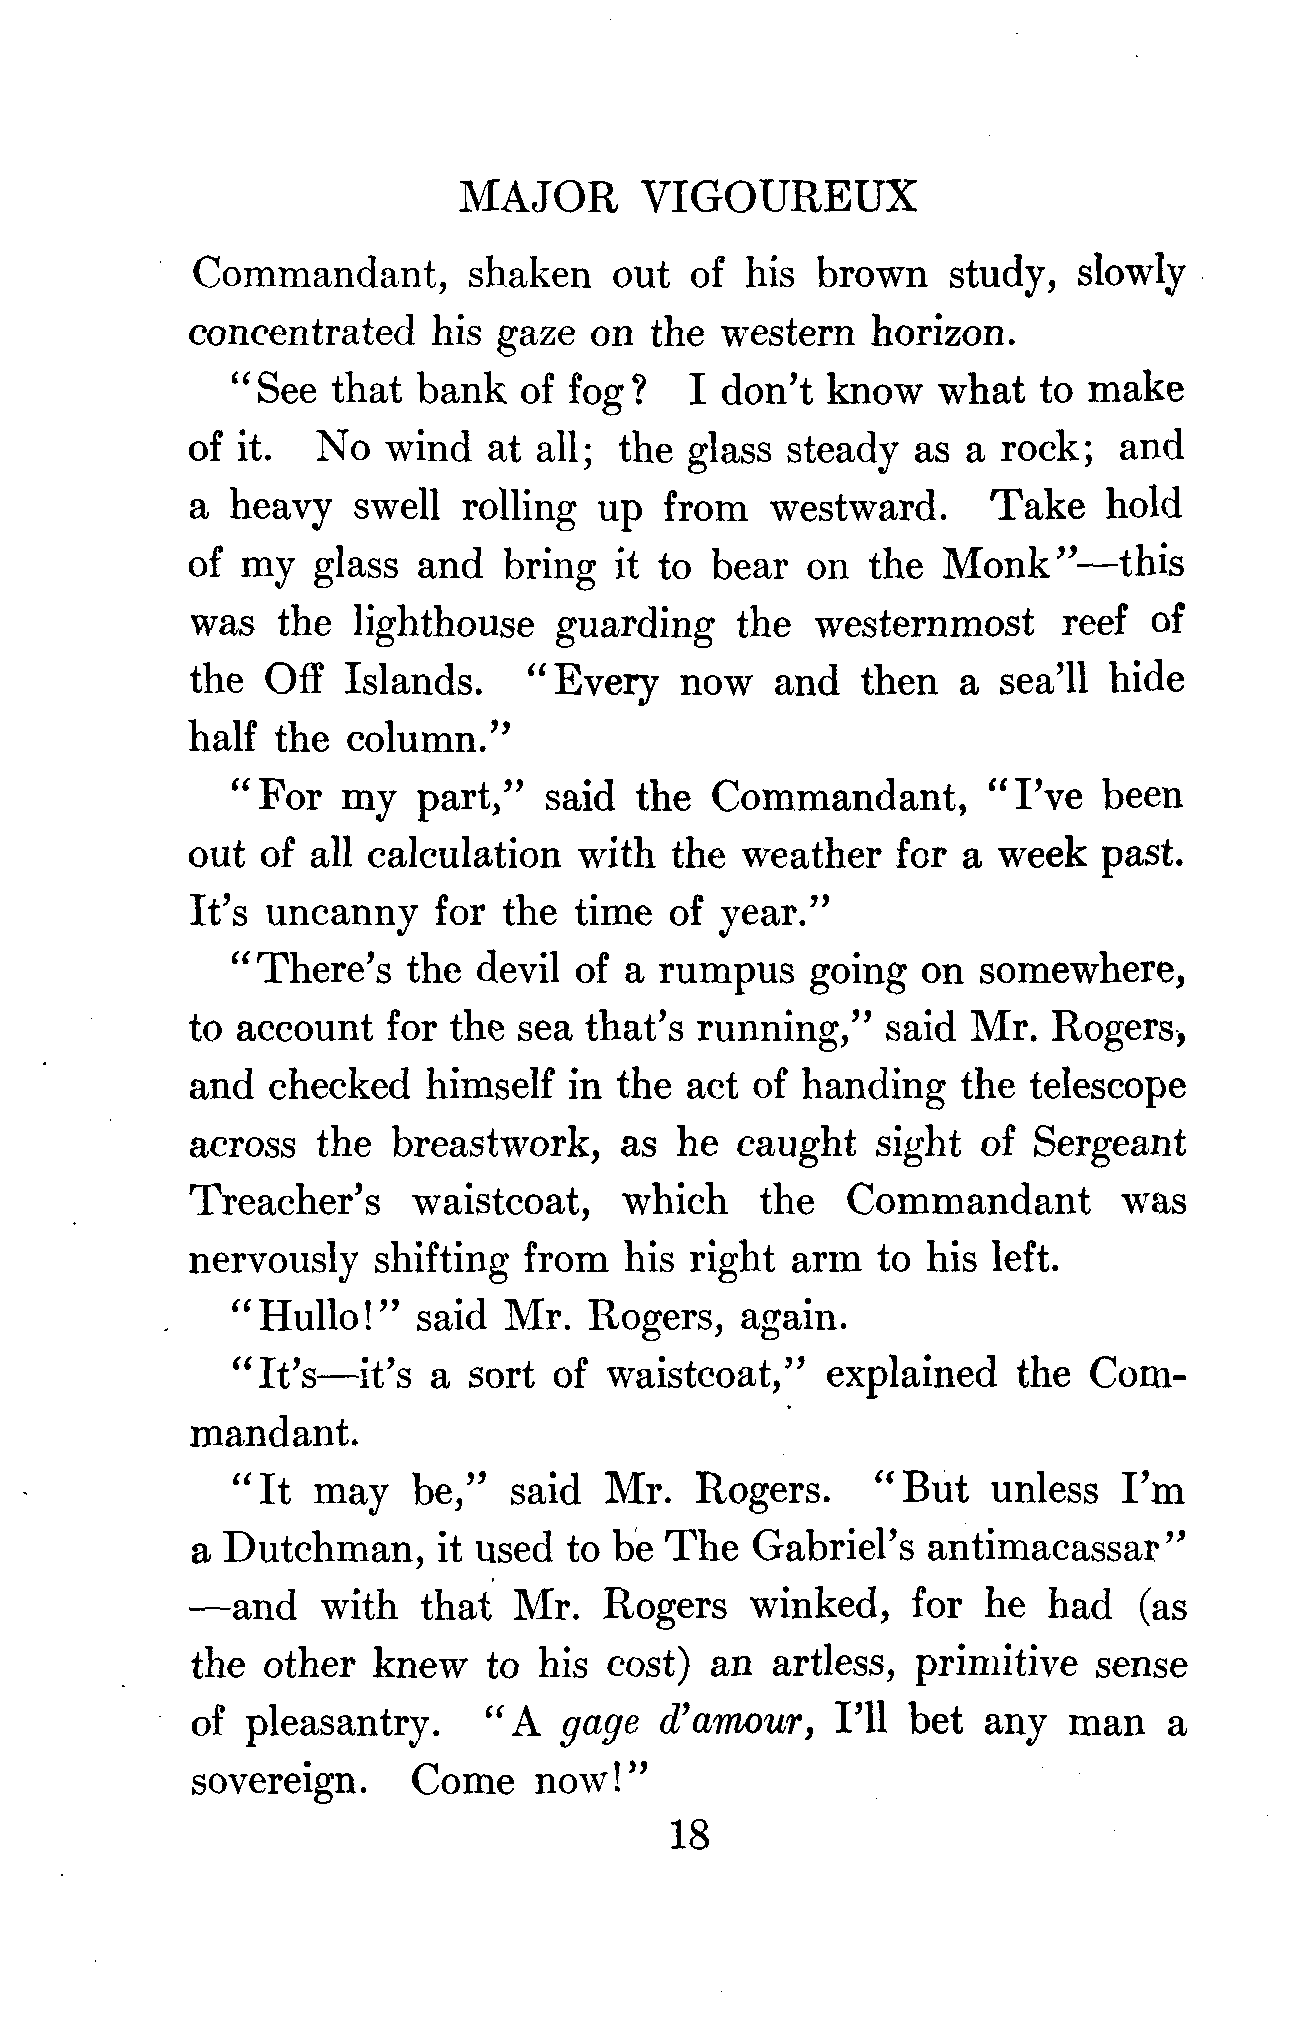 MAJOR VIGOUREUX
Commandant, shaken out of his brown study, slowly
concentrated his gaze on the western horizon.
"See that bank of fog? I don't know what to make
of it. No wind at all; the glass steady as a rock; and
a heavy swell rolling up from westward. Take hold
of my glass and bring it to bear on the Monk"—this
was the lighthouse guarding the westernmost reef of
the Off Islands. "Every now and then a sea'll hide
half the column."
"For my part," said the Commandant, "I've been
out of all calculation with the weather for a week past.
It's uncanny for the time of year."
"There's the devil of a rumpus going on somewhere,
to account for the sea that's running," said Mr. Rogers,
and checked himself in the act of handing the telescope
across the breastwork, as he caught sight of Sergeant
Treacher's waistcoat, which the Commandant was
nervously shifting from his right arm to his left.
"Hullo!" said Mr. Rogers, again.
"It's—it's a sort of waistcoat," explained the Com-
mandant.
"It may be," said Mr. Rogers. "But unless I'm
a Dutchman, it used to be The Gabriel's antimacassar"
—and with that Mr. Rogers winked, for he had (as
the other knew to his cost) an artless, primitive sense
of pleasantry. "A gage d'amour, I'll bet any man a
sovereign. Come now!"
18